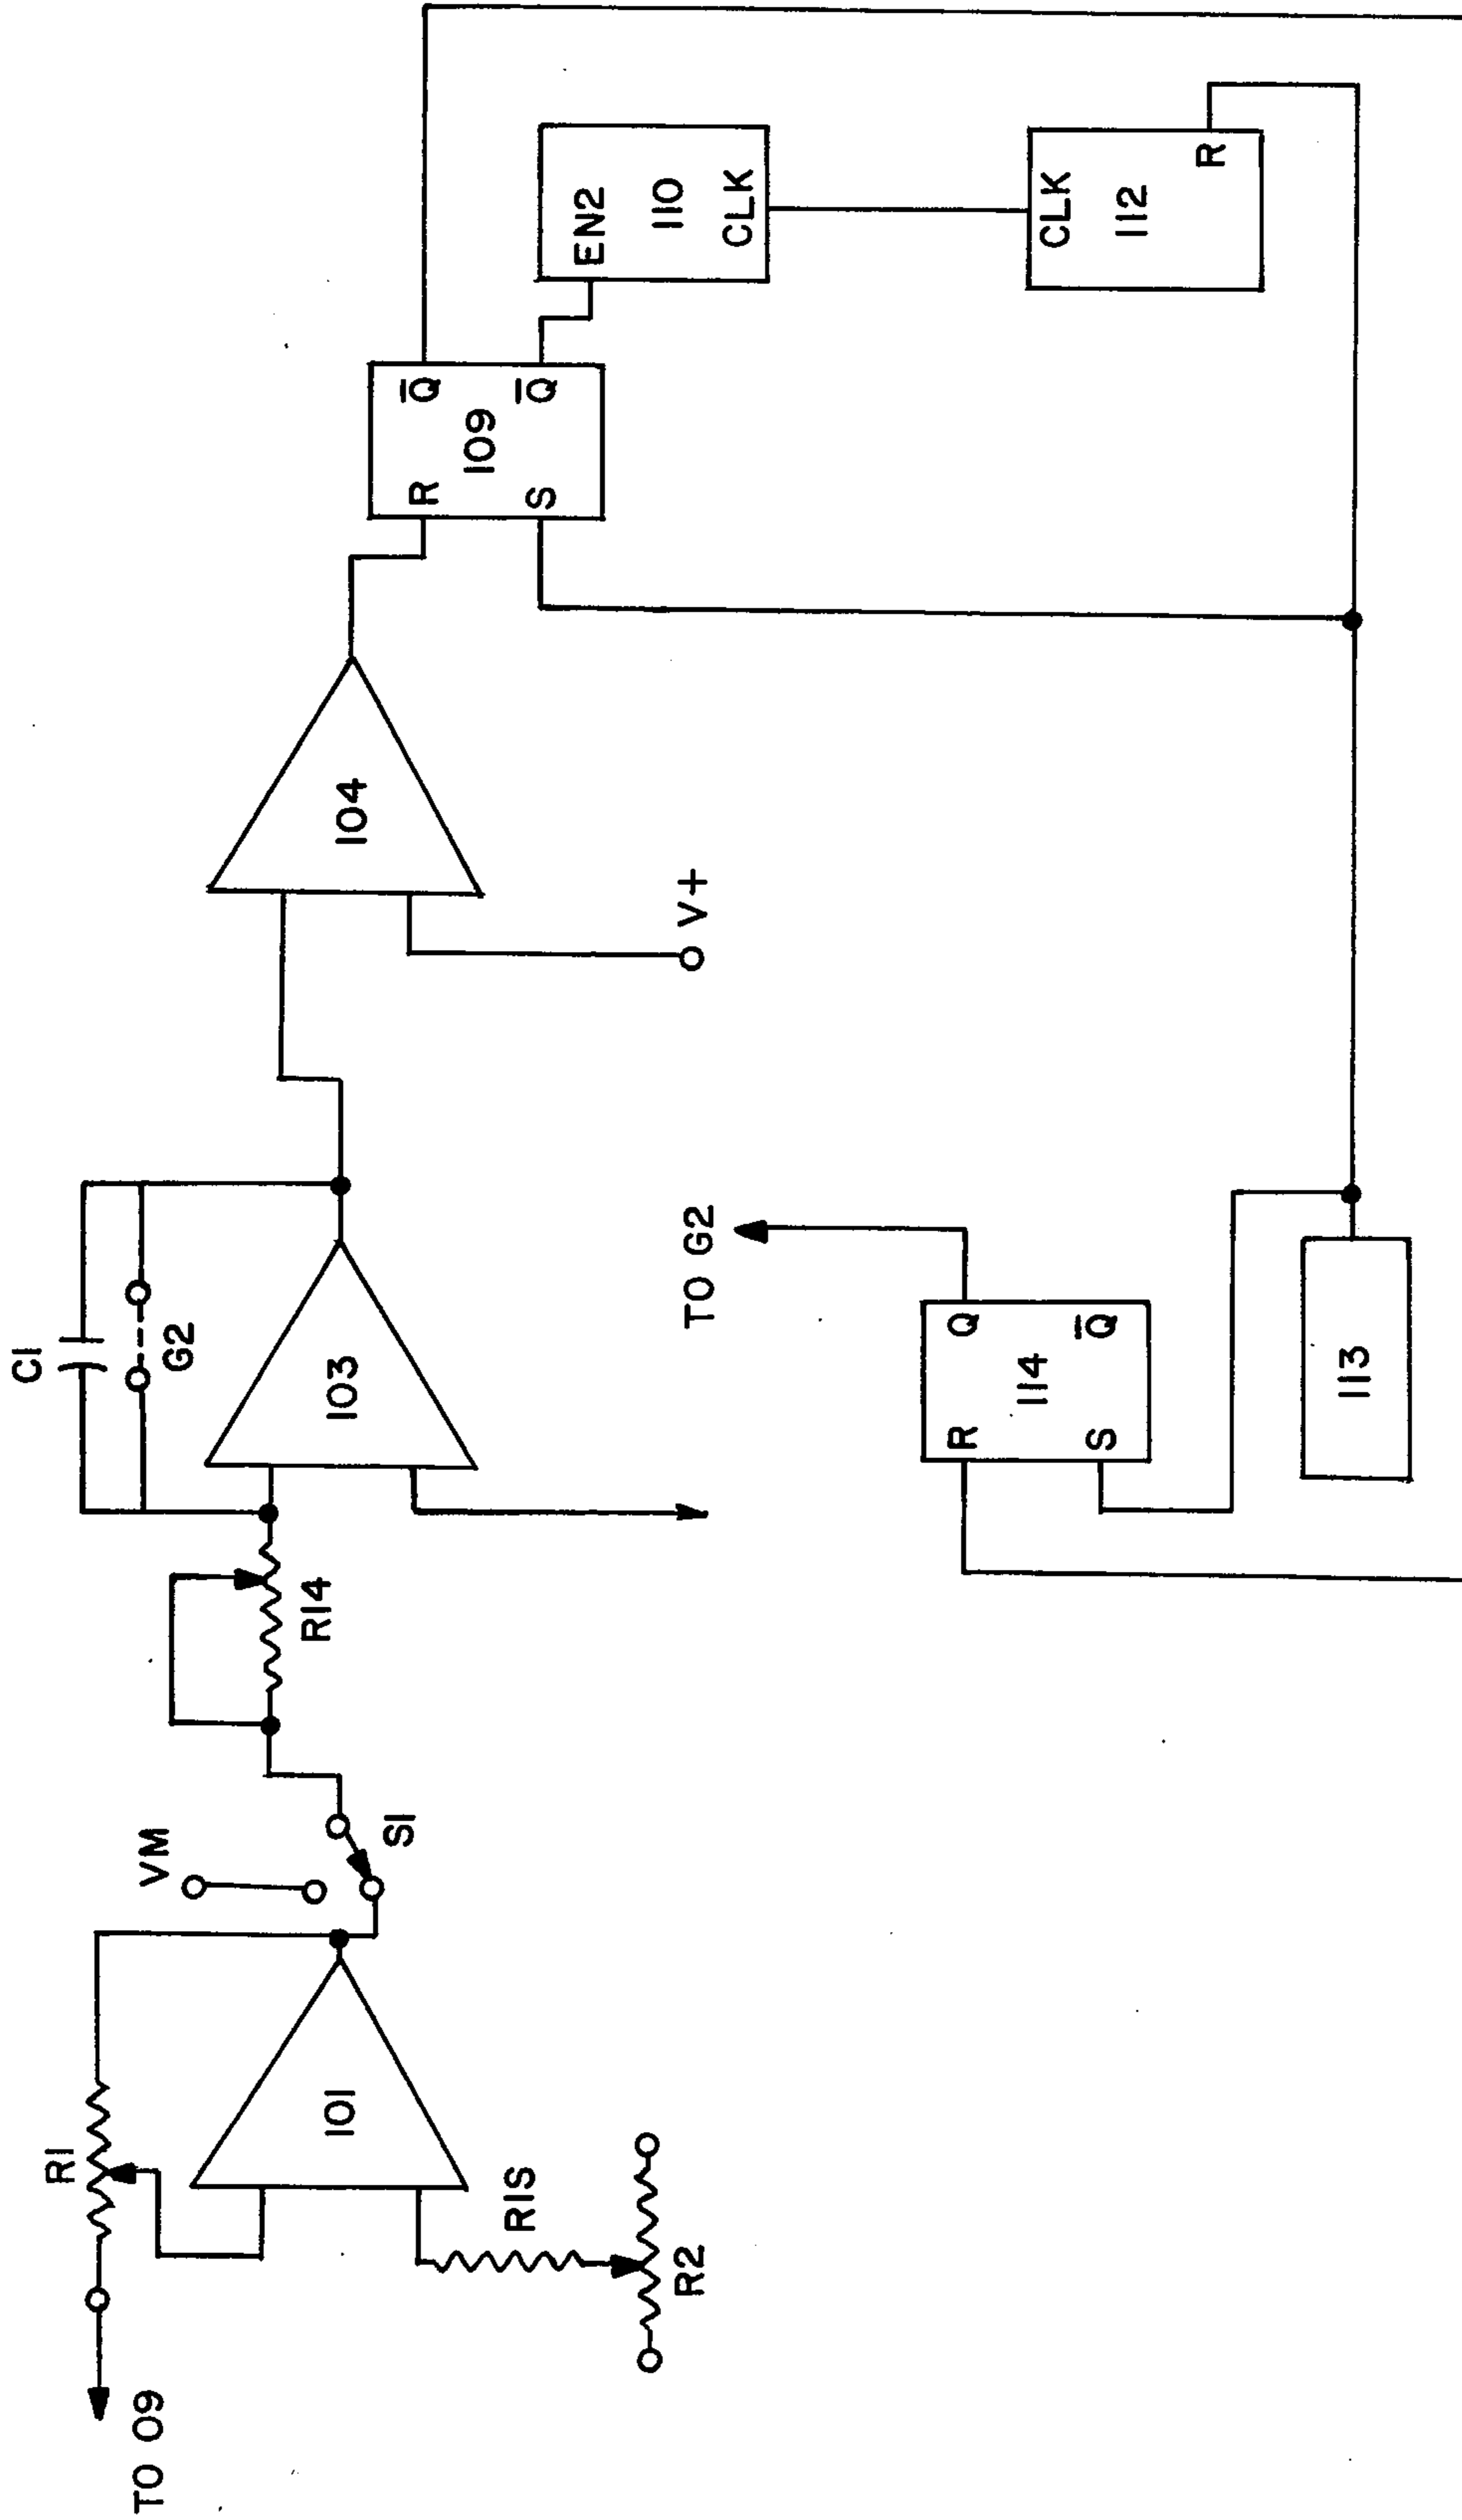 TO O9
R1
101
R15
R2
VM
S1
R14
C1
G2
103
104
V+
R
S
109
Q̅
Q̅
EN2
110
CLK
TO G2
R
S
114
Q
Q̅
113
CLK
112
R